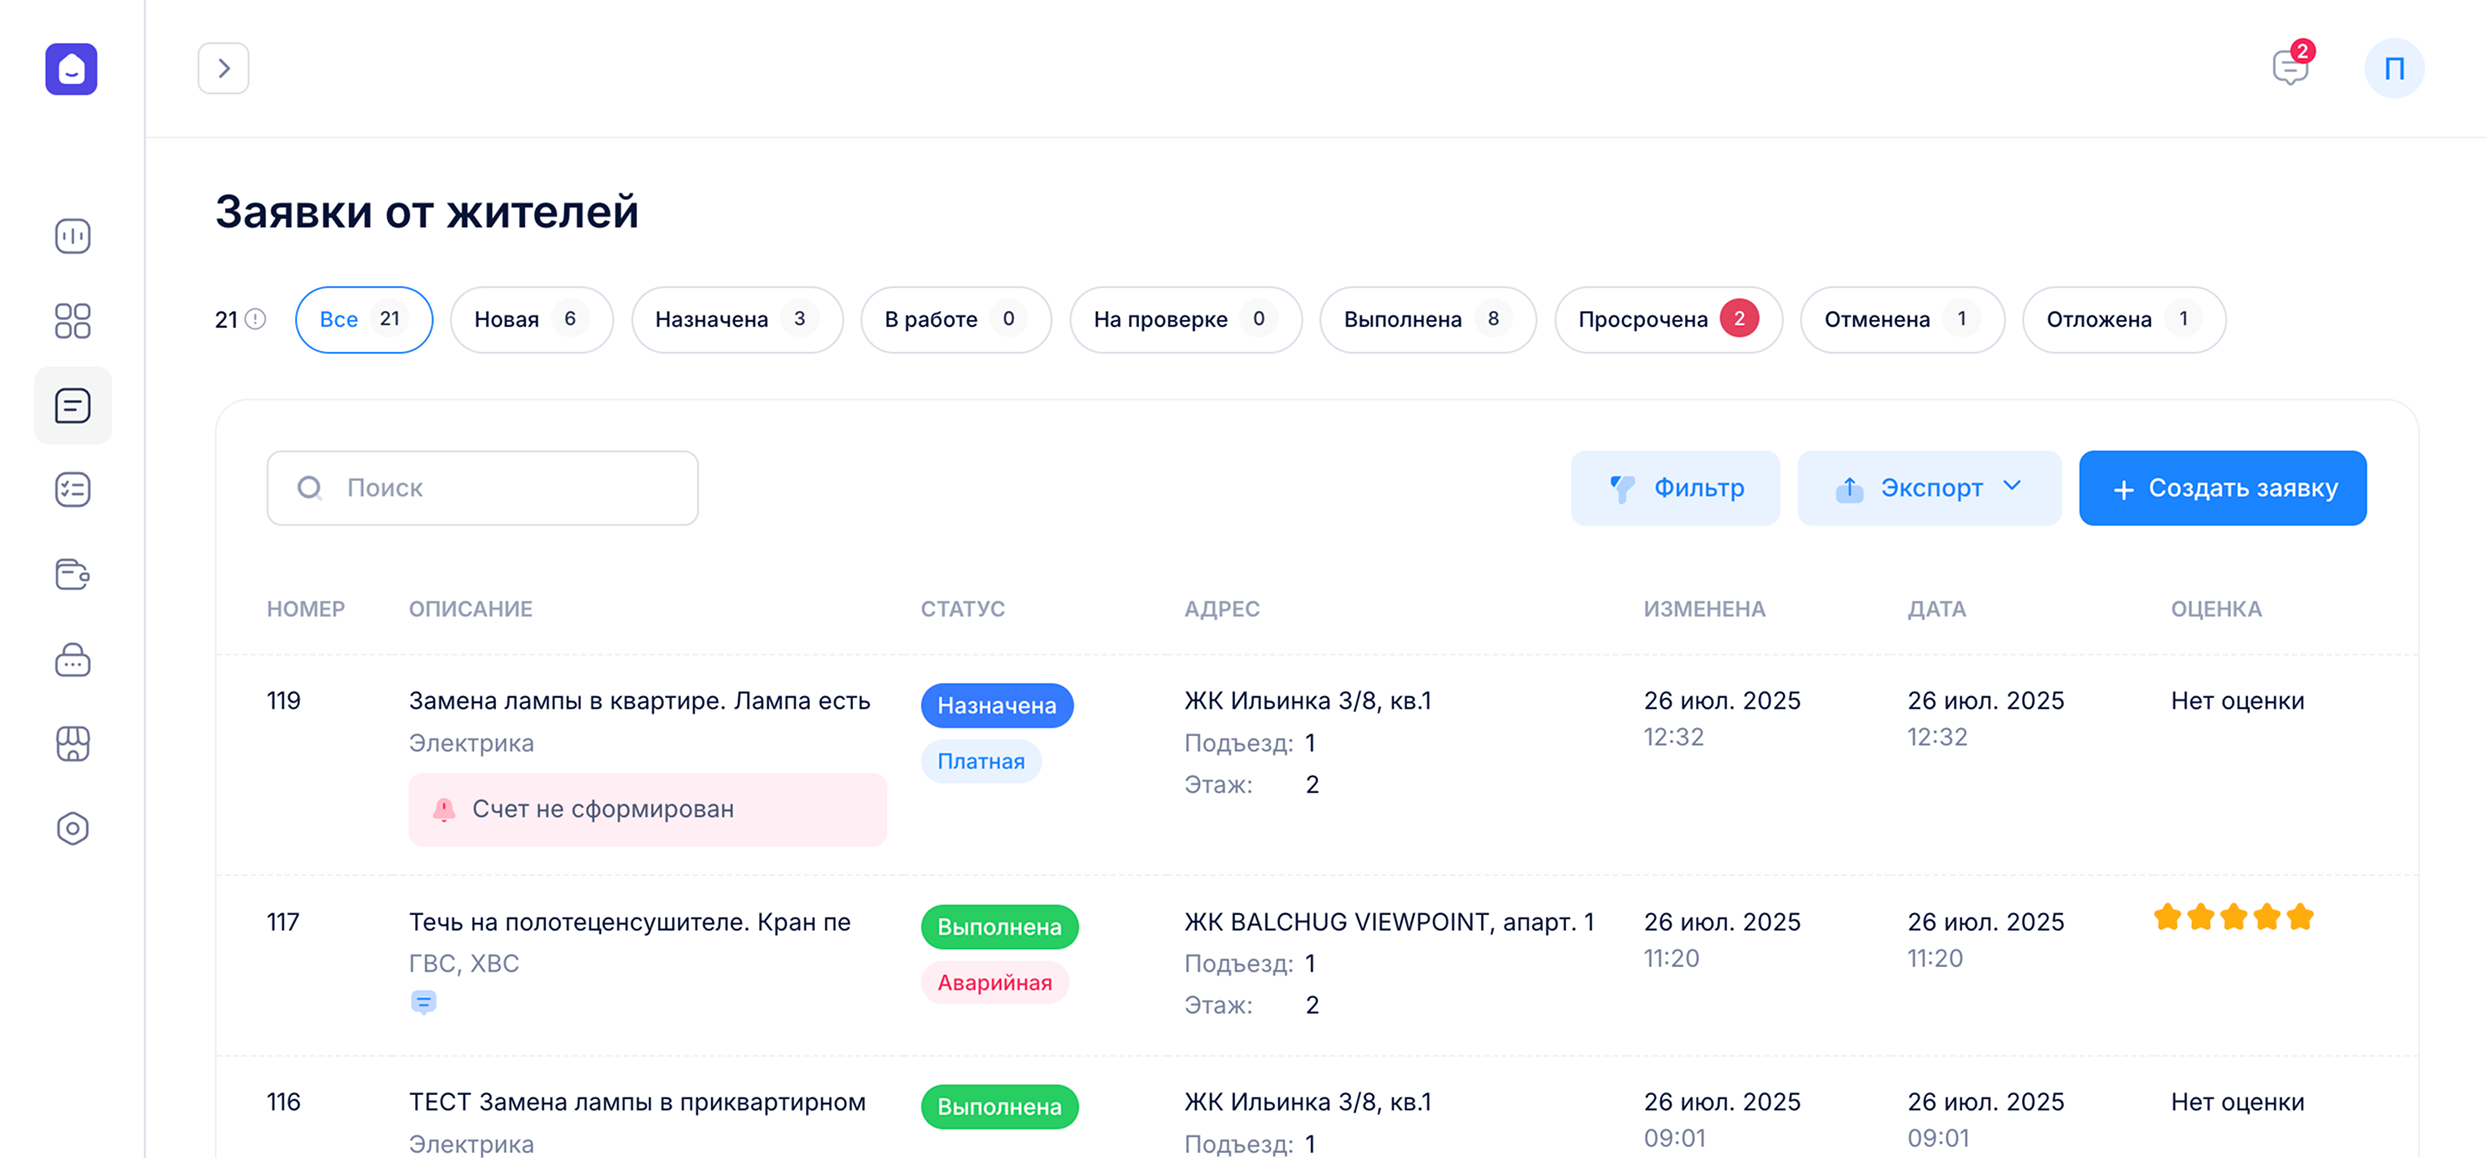 2
П
Заявки от жителей
21 Все 21 Новая 6 Назначена 3 В работе 0 На проверке 0 Выполнена 8 Просрочена 2 Отменена 1 Отложена 1
Поиск Фильтр Экспорт + Создать заявку
НОМЕР ОПИСАНИЕ СТАТУС АДРЕС ИЗМЕНЕНА ДАТА ОЦЕНКА
119 Замена лампы в квартире. Лампа есть Назначена ЖК Ильинка 3/8, кв.1 26 июл. 2025 26 июл. 2025 Нет оценки
Электрика Платная Подъезд: 1 12:32 12:32
Этаж: 2
Счет не сформирован
117 Течь на полотеценсушителе. Кран пе Выполнена ЖК BALCHUG VIEWPOINT, апарт. 1 26 июл. 2025 26 июл. 2025
ГВС, ХВС Аварийная Подъезд: 1 11:20 11:20
Этаж: 2
116 ТЕСТ Замена лампы в приквартирном Выполнена ЖК Ильинка 3/8, кв.1 26 июл. 2025 26 июл. 2025 Нет оценки
Электрика Подъезд: 1 09:01 09:01